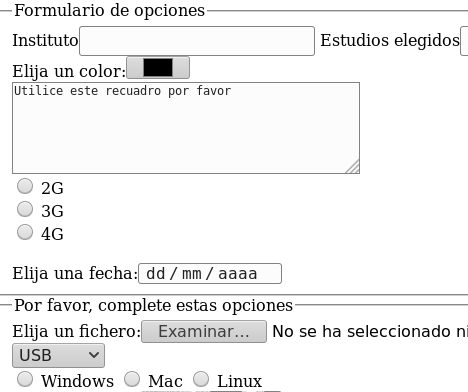 Formulario de opciones
Instituto Estudios elegidos
Elija un color:
Utilice este recuadro por favor
2G
3G
4G
Elija una fecha: dd/mm/aaaa
Por favor, complete estas opciones
Elija un fichero: Examinar... No se ha seleccionado
USB
Windows Mac Linux